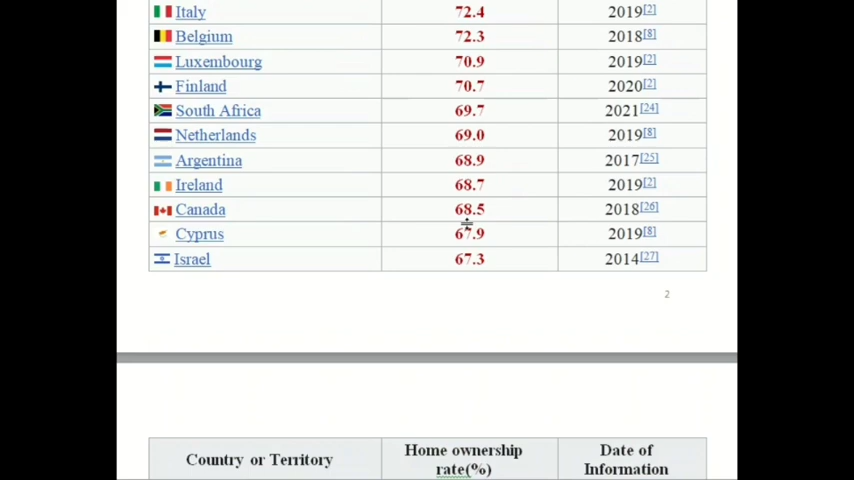 Italy 72.4 2019[2]
Belgium 72.3 2018[8]
Luxembourg 70.9 2019[2]
Finland 70.7 2020[2]
South Africa 69.7 2021[24]
Netherlands 69.0 2019[8]
Argentina 68.9 2017[25]
Ireland 68.7 2019[2]
Canada 68.5 2018[26]
Cyprus 67.9 2019[8]
Israel 67.3 2014[27]
2
Country or Territory Home ownership rate(%) Date of Information